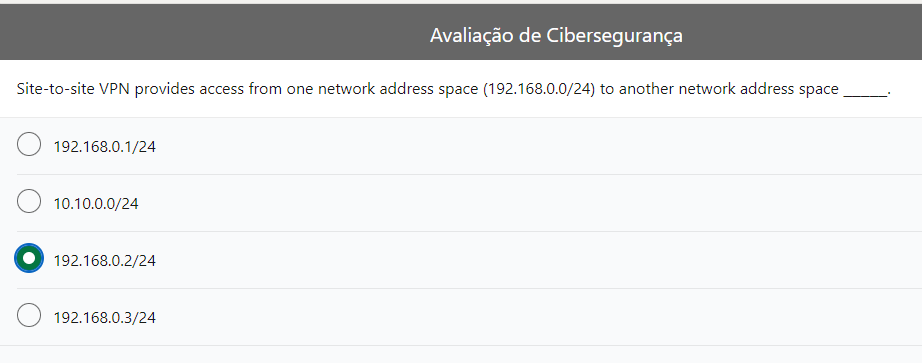 Avaliação de Cibersegurança
Site-to-site VPN provides access from one network address space (192.168.0.0/24) to another network address space _____.
192.168.0.1/24
10.10.0.0/24
192.168.0.2/24
192.168.0.3/24